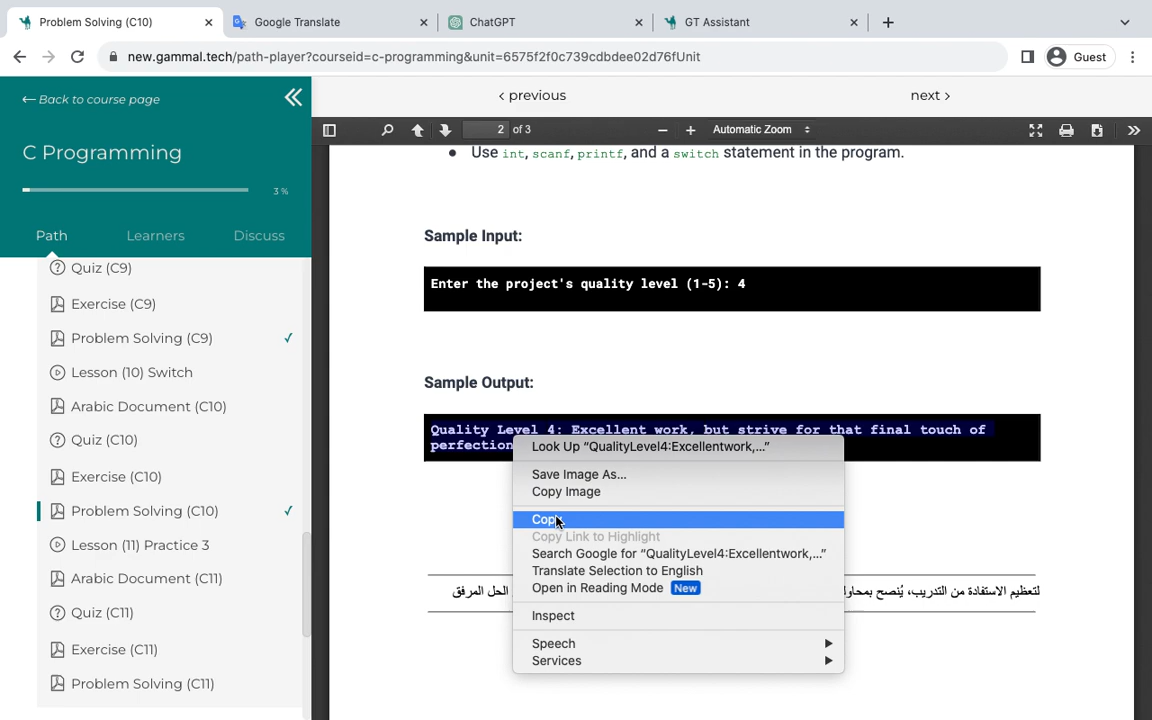 Problem Solving (C10)
Google Translate
ChatGPT
GT Assistant
new.gammal.tech/path-player?courseid=c-programming&unit=6575f2f0c739cdbdee02d76fUnit
Guest
Back to course page
C Programming
3 %
Path
Learners
Discuss
Quiz (C9)
Exercise (C9)
Problem Solving (C9)
Lesson (10) Switch
Arabic Document (C10)
Quiz (C10)
Exercise (C10)
Problem Solving (C10)
Lesson (11) Practice 3
Arabic Document (C11)
Quiz (C11)
Exercise (C11)
Problem Solving (C11)
< previous
next >
2 of 3
Automatic Zoom
Use int, scanf, printf, and a switch statement in the program.
Sample Input:
Enter the project's quality level (1-5): 4
Sample Output:
Quality Level 4: Excellent work, but strive for that final touch of
perfection
Look Up “QualityLevel4:Excellentwork,...”
Save Image As...
Copy Image
Copy
Copy Link to Highlight
Search Google for “QualityLevel4:Excellentwork,...”
Translate Selection to English
Open in Reading Mode New
Inspect
Speech
Services
لتعظيم الاستفادة من التدريب، يُنصح
الحل المرفق